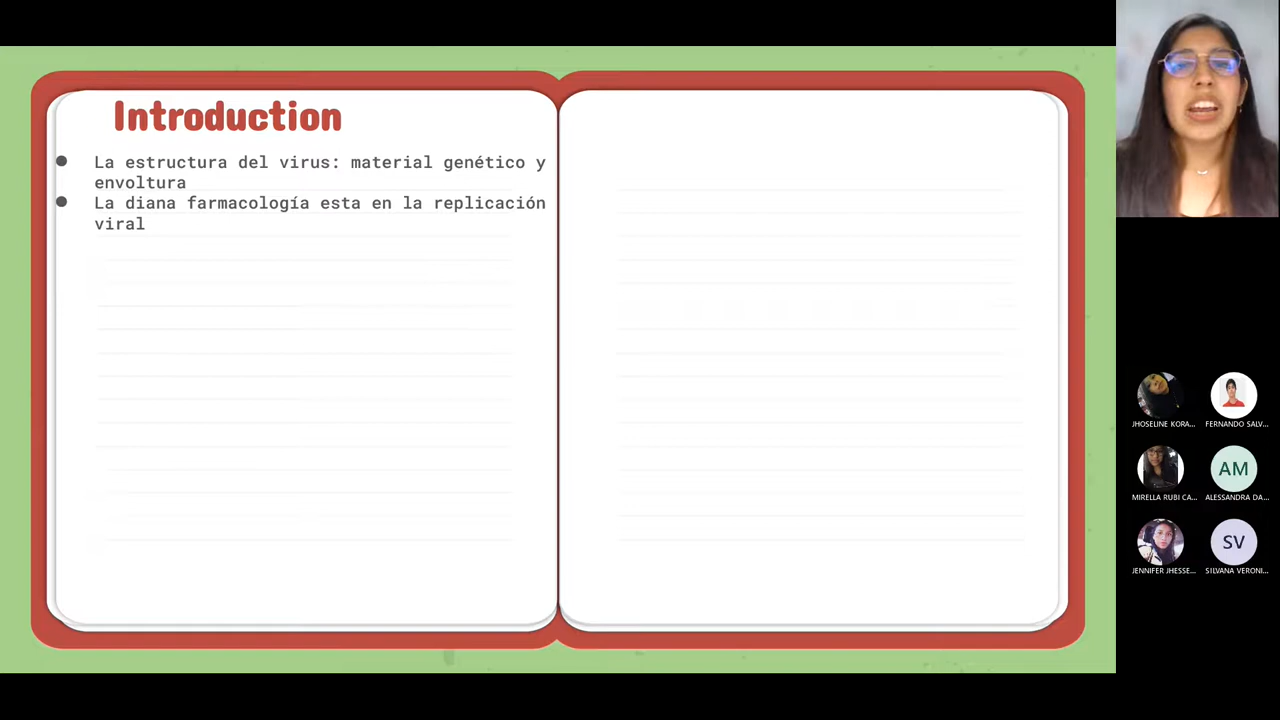 Introduction
● La estructura del virus: material genético y
envoltura
● La diana farmacología esta en la replicación
viral
JHOSELINE KORA...
FERNANDO SALV...
MIRELLA RUBI CA...
AM
ALESSANDRA DA...
JENNIFER JHESSE...
SV
SILVANA VERONI...